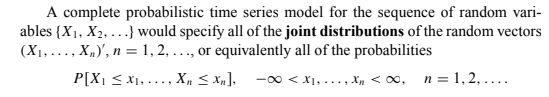 A complete probabilistic time series model for the sequence of random vari-
ables {X₁, X₂, . . .} would specify all of the joint distributions of the random vectors
(X₁, . . . , Xₙ)′, n = 1, 2, . . . , or equivalently all of the probabilities
P[X₁ ≤ x₁, . . . , Xₙ ≤ xₙ], −∞ < x₁, . . . , xₙ < ∞, n = 1, 2, . . . .